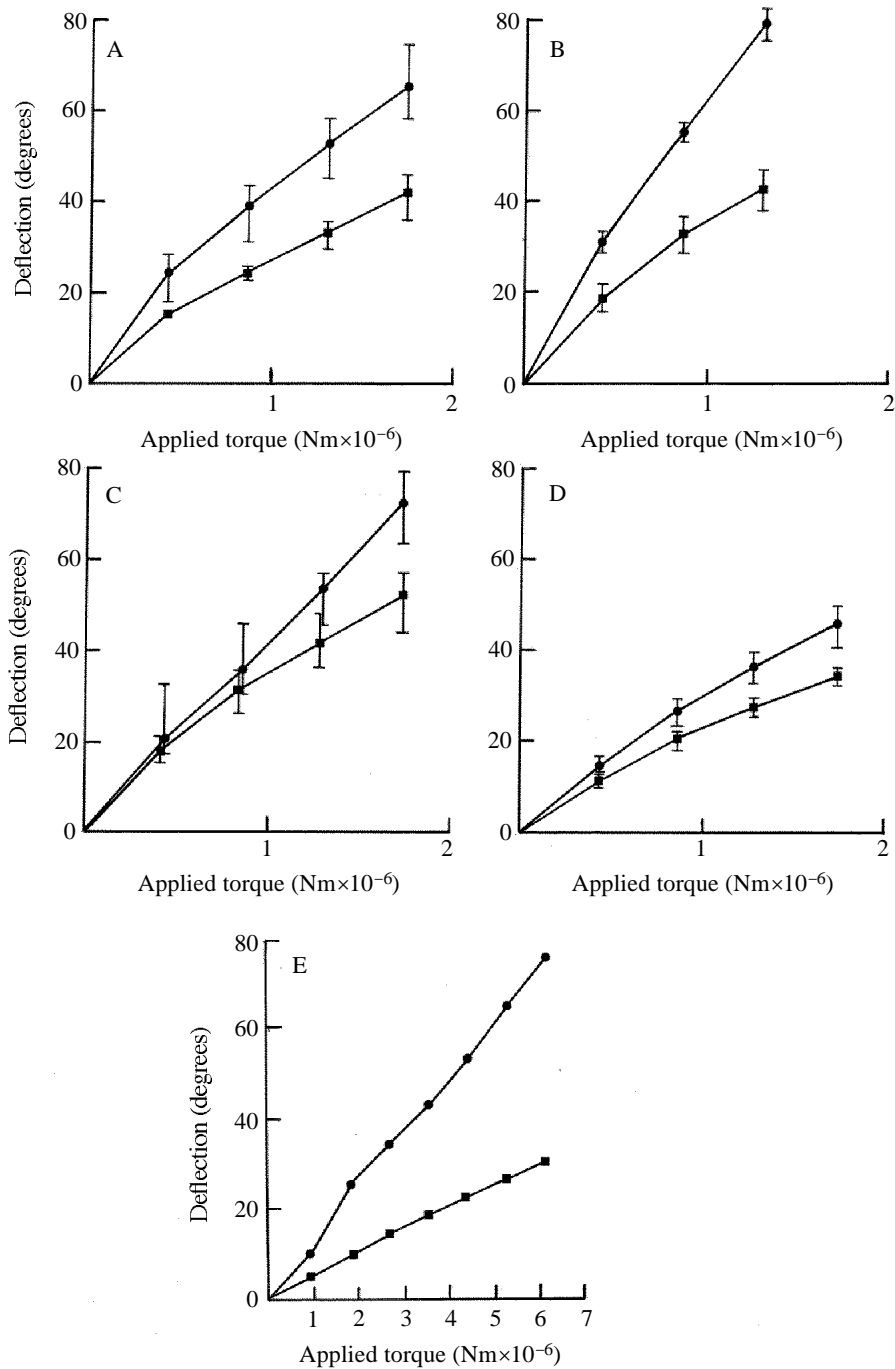 80
A
60
40
20
0
1
2
Deflection (degrees)
Applied torque (Nm×10⁻⁶)
80
B
60
40
20
0
1
2
Applied torque (Nm×10⁻⁶)
80
C
60
40
20
0
1
2
Deflection (degrees)
Applied torque (Nm×10⁻⁶)
80
D
60
40
20
0
1
2
Applied torque (Nm×10⁻⁶)
80
E
60
40
20
0
1 2 3 4 5 6 7
Deflection (degrees)
Applied torque (Nm×10⁻⁶)